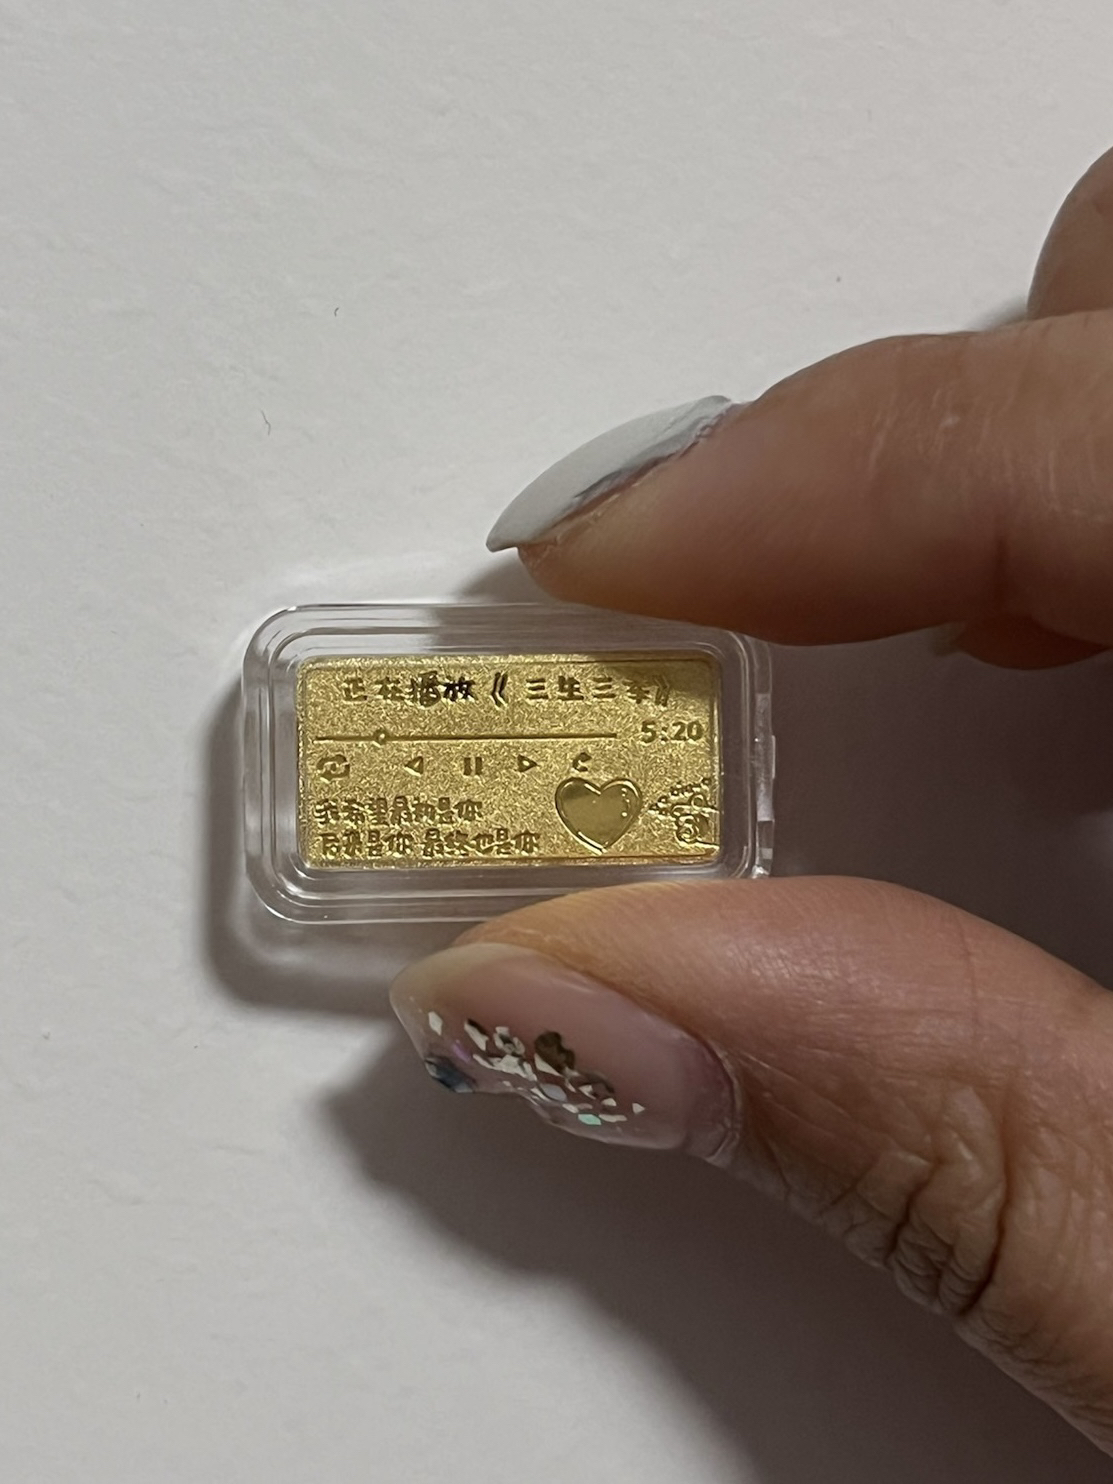 正在播放《三生三幸》
5:20
我希望最初是你
后来是你 最终也是你